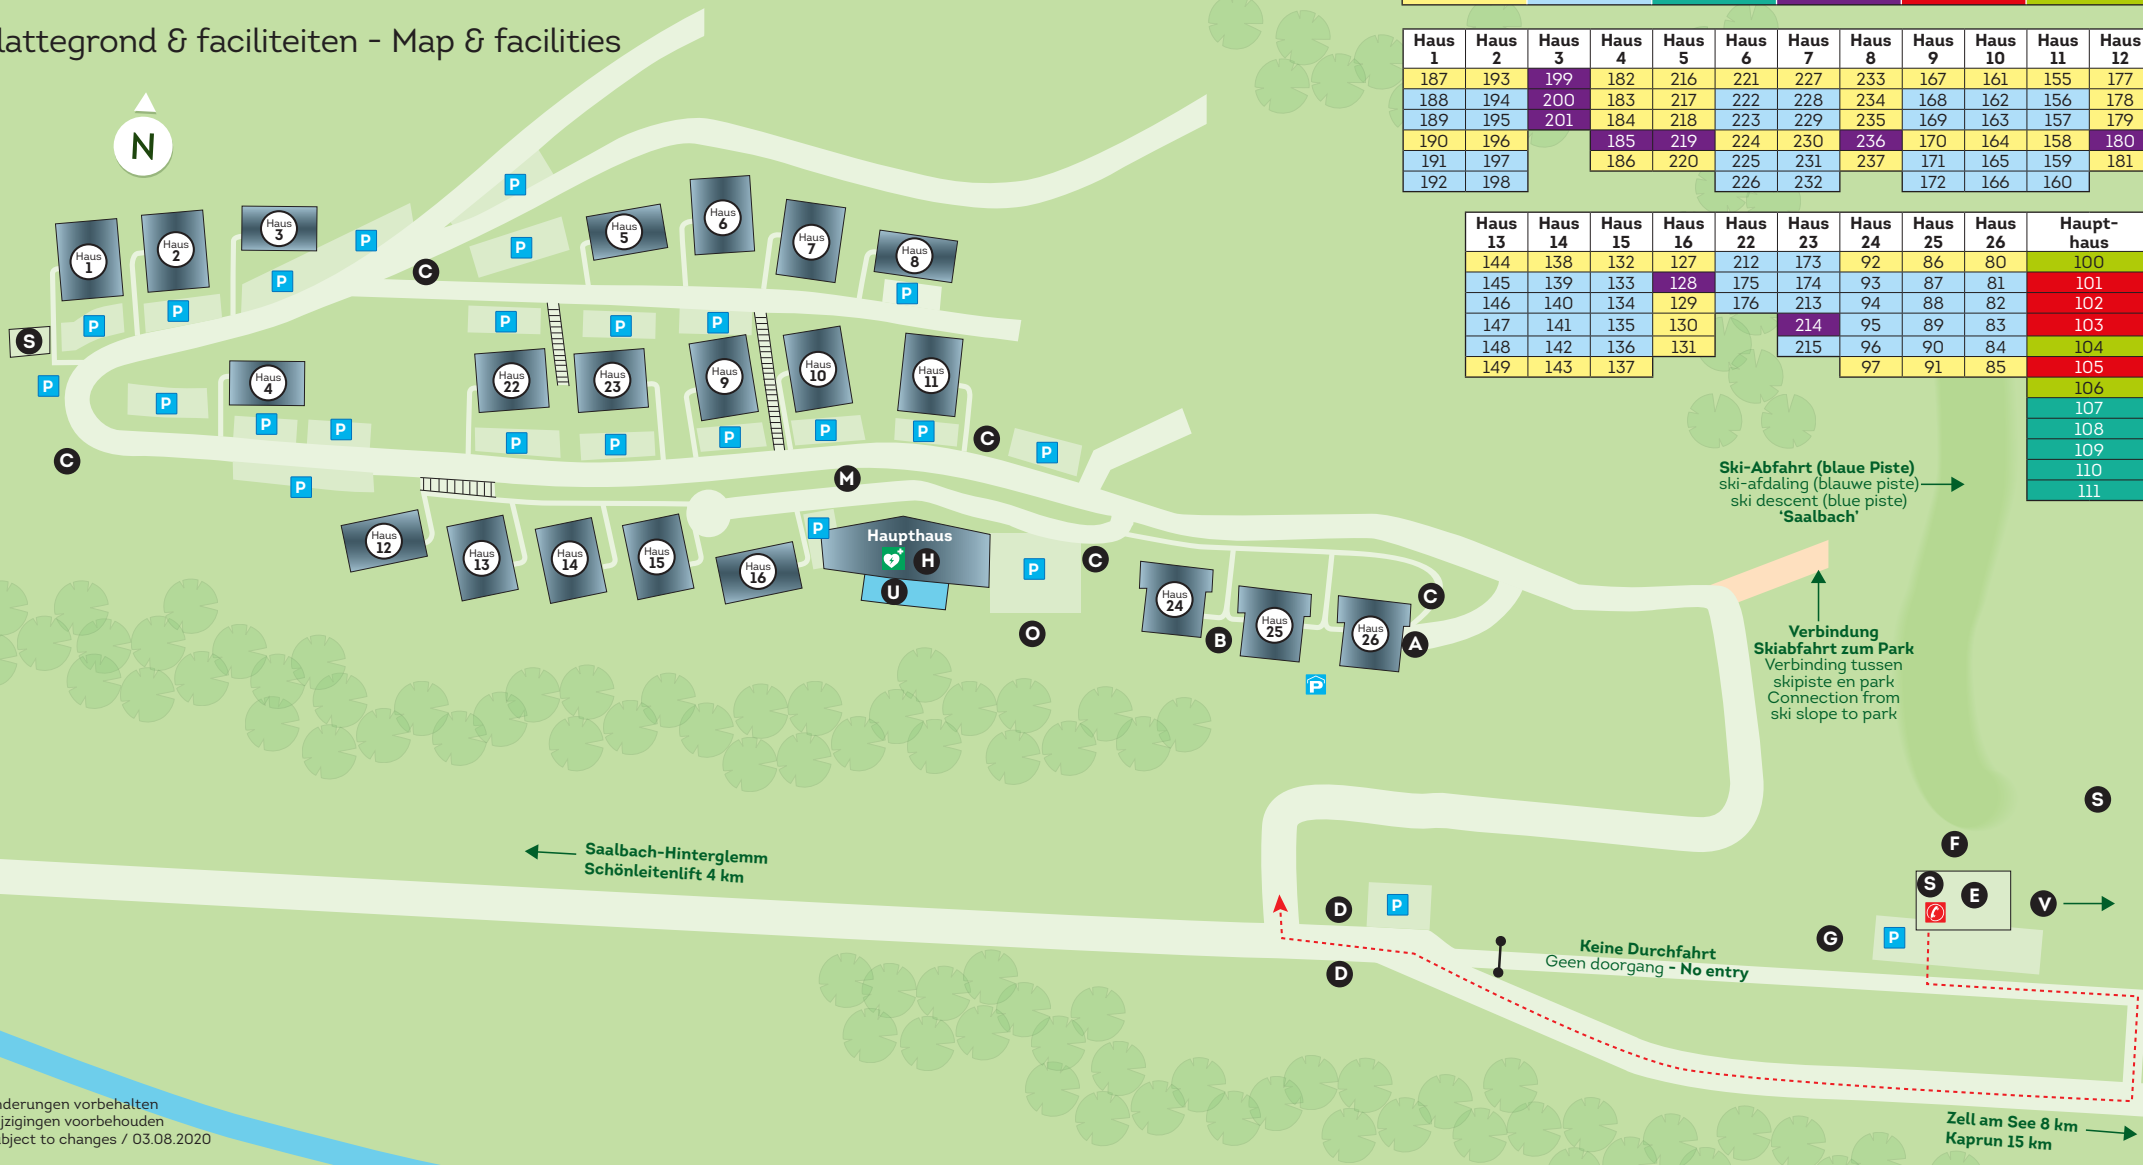 lattegrond & faciliteiten - Map & facilities
N
Haus Haus Haus Haus Haus Haus Haus Haus Haus Haus Haus Haus
1 2 3 4 5 6 7 8 9 10 11 12
187 193 199 182 216 221 227 233 167 161 155 177
188 194 200 183 217 222 228 234 168 162 156 178
189 195 201 184 218 223 229 235 169 163 157 179
190 196 185 219 224 230 236 170 164 158 180
191 197 186 220 225 231 237 171 165 159 181
192 198 226 232 172 166 160
Haus Haus Haus Haus Haus Haus Haus Haus Haus Haupt-
13 14 15 16 22 23 24 25 26 haus
144 138 132 127 212 173 92 86 80 100
145 139 133 128 175 174 93 87 81 101
146 140 134 129 176 213 94 88 82 102
147 141 135 130 214 95 89 83 103
148 142 136 131 215 96 90 84 104
149 143 137 97 91 85 105
106
107
108
109
110
111
P
Haus
6
Haus
3
P
Haus
5
P
Haus
7
Haus
2
Haus
1
Haus
8
C
P
P
P
P
P
P
P
P
S
Haus
4
P
Haus
22
Haus
23
Haus
9
Haus
10
Haus
11
P
P
P
P
P
P
P
P
C
P
C
P
M
P
Haus
12
Haus
13
Haus
14
Haus
15
Haus
16
P
Haupthaus
H
U
P
C
O
Haus
24
B
Haus
25
Haus
26
C
A
P
Ski-Abfahrt (blaue Piste)
ski-afdaling (blauwe piste)
ski descent (blue piste)
‘Saalbach’
Verbindung
Skiabfahrt zum Park
Verbinding tussen
skipiste en park
Connection from
ski slope to park
Saalbach-Hinterglemm
Schönleitenlift 4 km
S
F
S
E
V
D
P
G
P
D
Keine Durchfahrt
Geen doorgang - No entry
nderungen vorbehalten
jzigingen voorbehouden
bject to changes / 03.08.2020
Zell am See 8 km
Kaprun 15 km